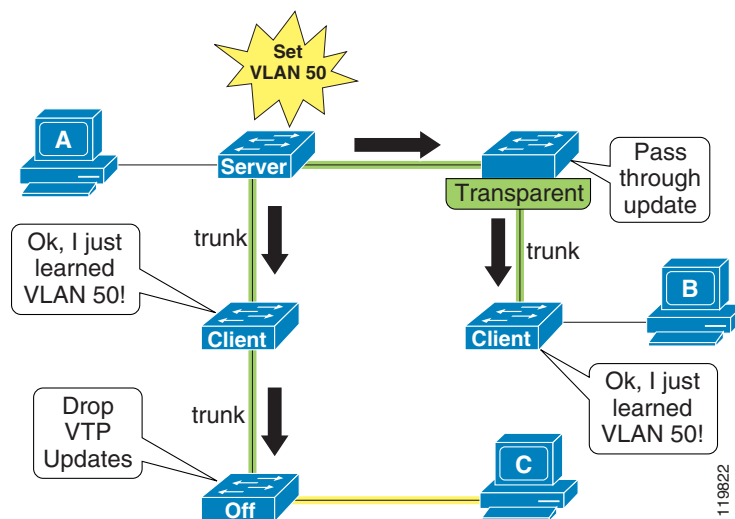 Set
VLAN 50
A
Server
Transparent
Pass
through
update
Ok, I just
learned
VLAN 50!
trunk
trunk
Client
Client
B
Drop
VTP
Updates
trunk
Ok, I just
learned
VLAN 50!
Off
C
119822